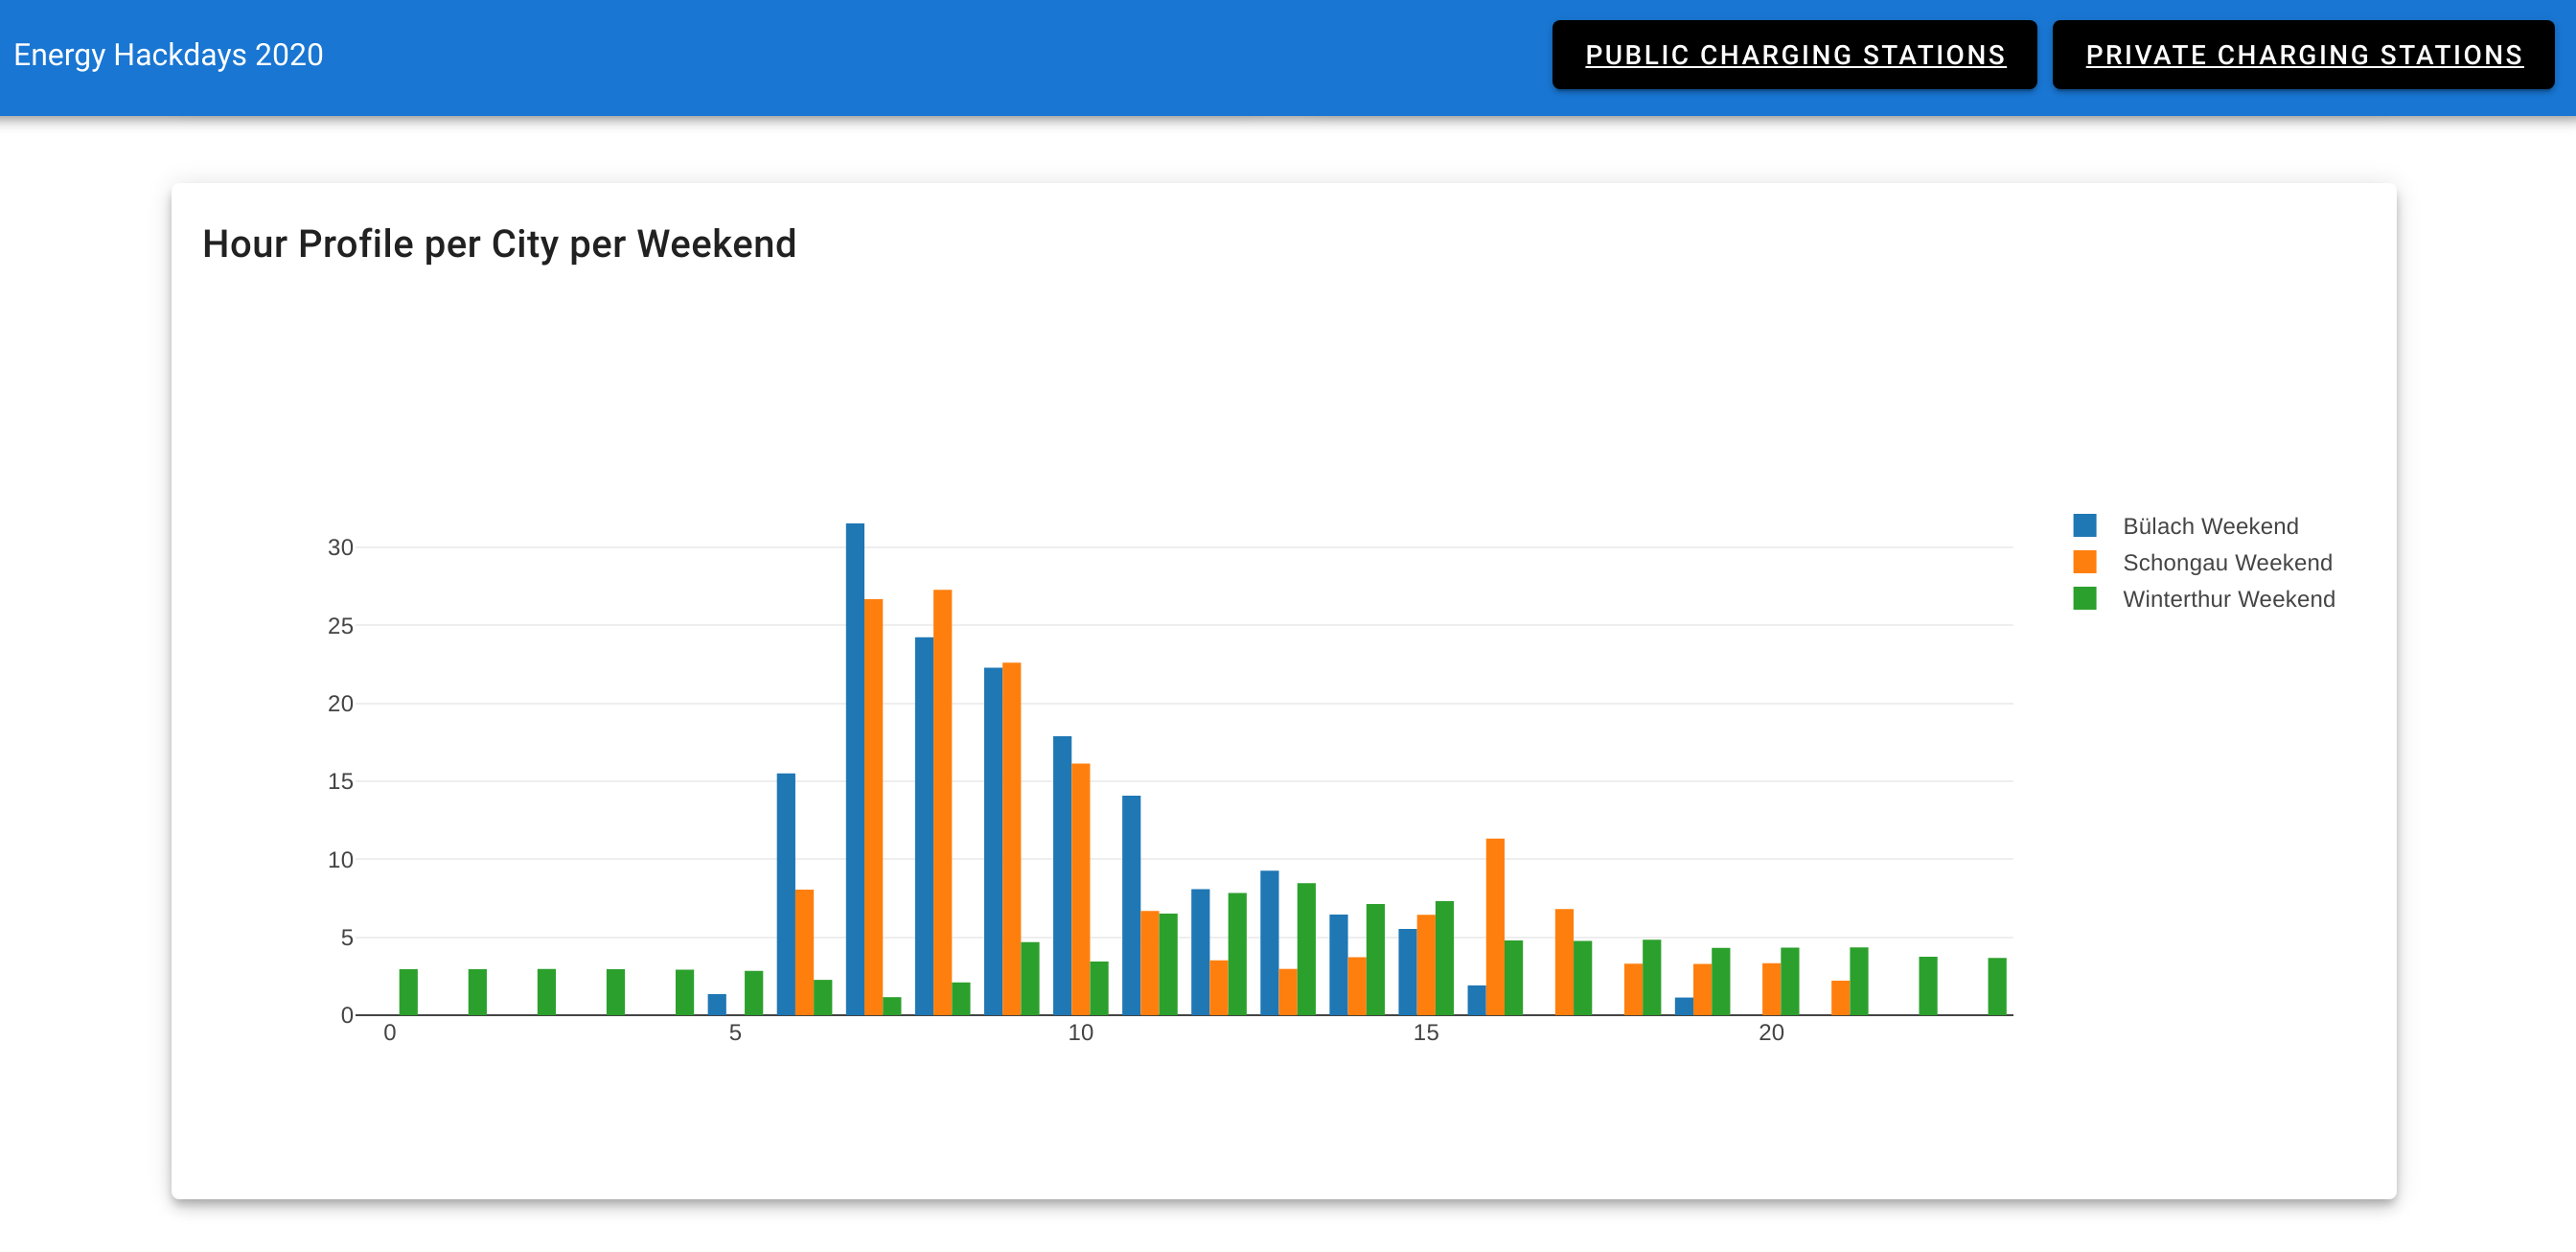 Energy Hackdays 2020
PUBLIC CHARGING STATIONS
PRIVATE CHARGING STATIONS
Hour Profile per City per Weekend
30
25
20
15
10
5
0
0 5 10 15 20
Bülach Weekend
Schongau Weekend
Winterthur Weekend